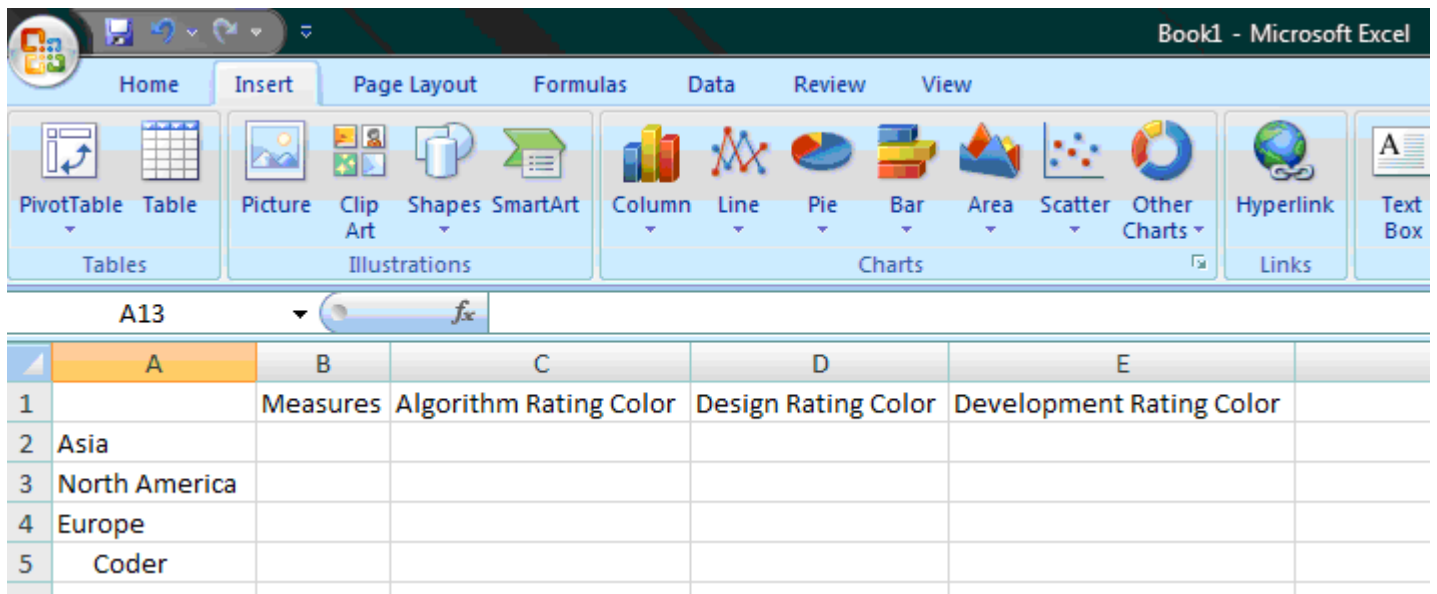 Book1 - Microsoft Excel
Home Insert Page Layout Formulas Data Review View
PivotTable Table Picture Clip Art Shapes SmartArt Column Line Pie Bar Area Scatter Other Charts Hyperlink Text Box
Tables Illustrations Charts Links
A13 fx
A B C D E
1 Measures Algorithm Rating Color Design Rating Color Development Rating Color
2 Asia
3 North America
4 Europe
5 Coder